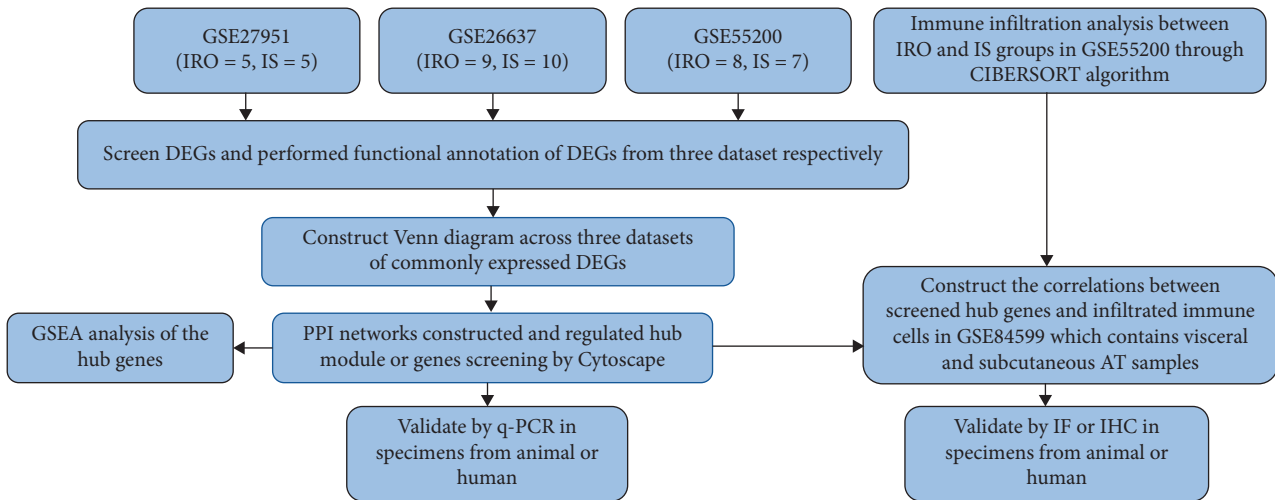 GSE27951
(IRO = 5, IS = 5)
GSE26637
(IRO = 9, IS = 10)
GSE55200
(IRO = 8, IS = 7)
Immune infiltration analysis between
IRO and IS groups in GSE55200 through
CIBERSORT algorithm
Screen DEGs and performed functional annotation of DEGs from three dataset respectively
Construct Venn diagram across three datasets
of commonly expressed DEGs
GSEA analysis of the
hub genes
PPI networks constructed and regulated hub
module or genes screening by Cytoscape
Construct the correlations between
screened hub genes and infiltrated immune
cells in GSE84599 which contains visceral
and subcutaneous AT samples
Validate by q-PCR in
specimens from animal or
human
Validate by IF or IHC in
specimens from animal or
human